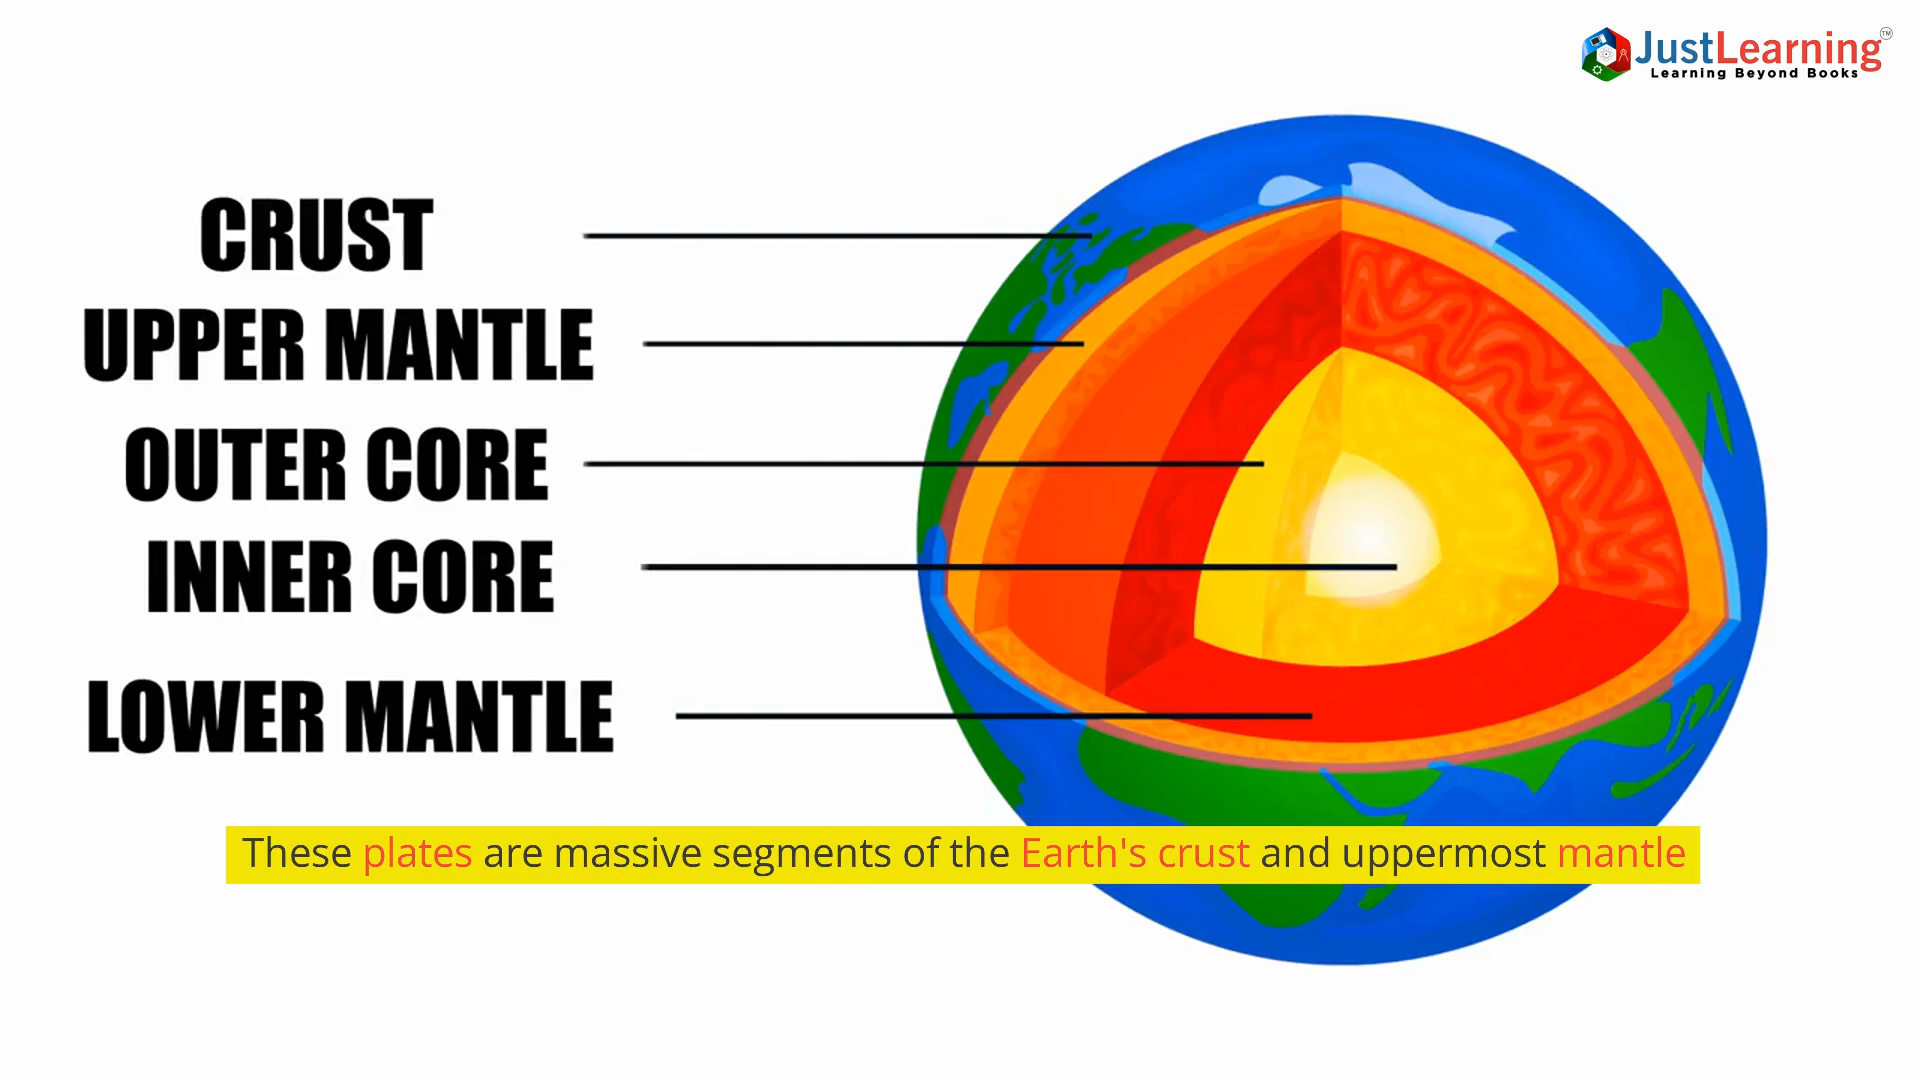 JustLearning™
Learning Beyond Books
CRUST
UPPER MANTLE
OUTER CORE
INNER CORE
LOWER MANTLE
These plates are massive segments of the Earth's crust and uppermost mantle